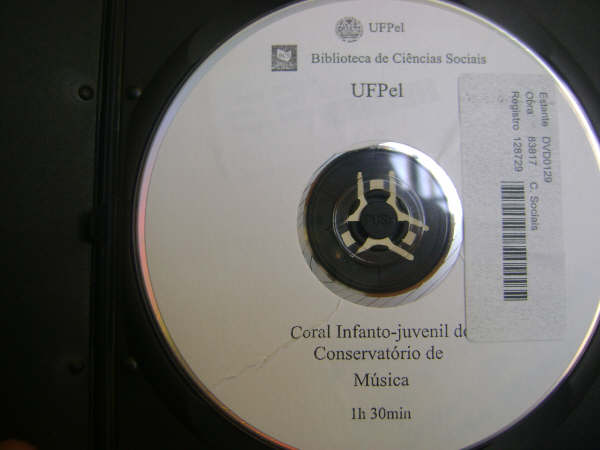 UFPel
Biblioteca de Ciências Sociais
UFPel
Estante DVD0129
Obra: 83817 C. Sociais
Registro 128729
PUSH
Coral Infanto-juvenil do
Conservatório de
Música
1h 30min